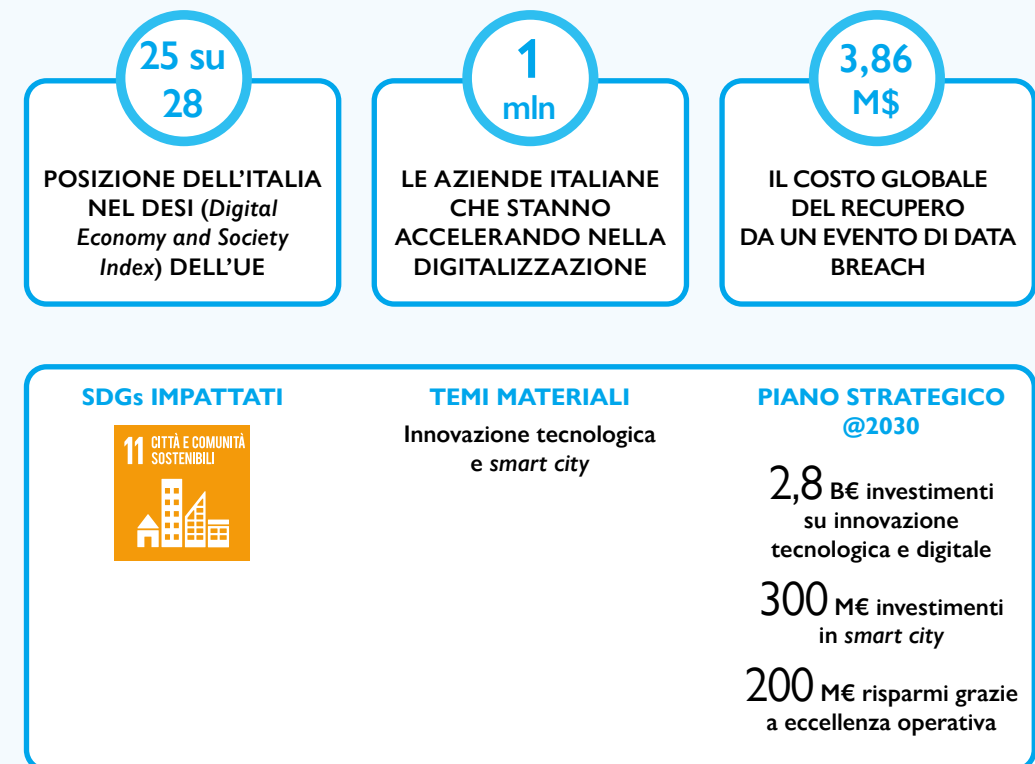 25 su
28
POSIZIONE DELL’ITALIA
NEL DESI (Digital
Economy and Society
Index) DELL’UE
1
mln
LE AZIENDE ITALIANE
CHE STANNO
ACCELERANDO NELLA
DIGITALIZZAZIONE
3,86
M$
IL COSTO GLOBALE
DEL RECUPERO
DA UN EVENTO DI DATA
BREACH
SDGs IMPATTATI
11 CITTÀ E COMUNITÀ
SOSTENIBILI
TEMI MATERIALI
Innovazione tecnologica
e smart city
PIANO STRATEGICO
@2030
2,8 B€ investimenti
su innovazione
tecnologica e digitale
300 M€ investimenti
in smart city
200 M€ risparmi grazie
a eccellenza operativa